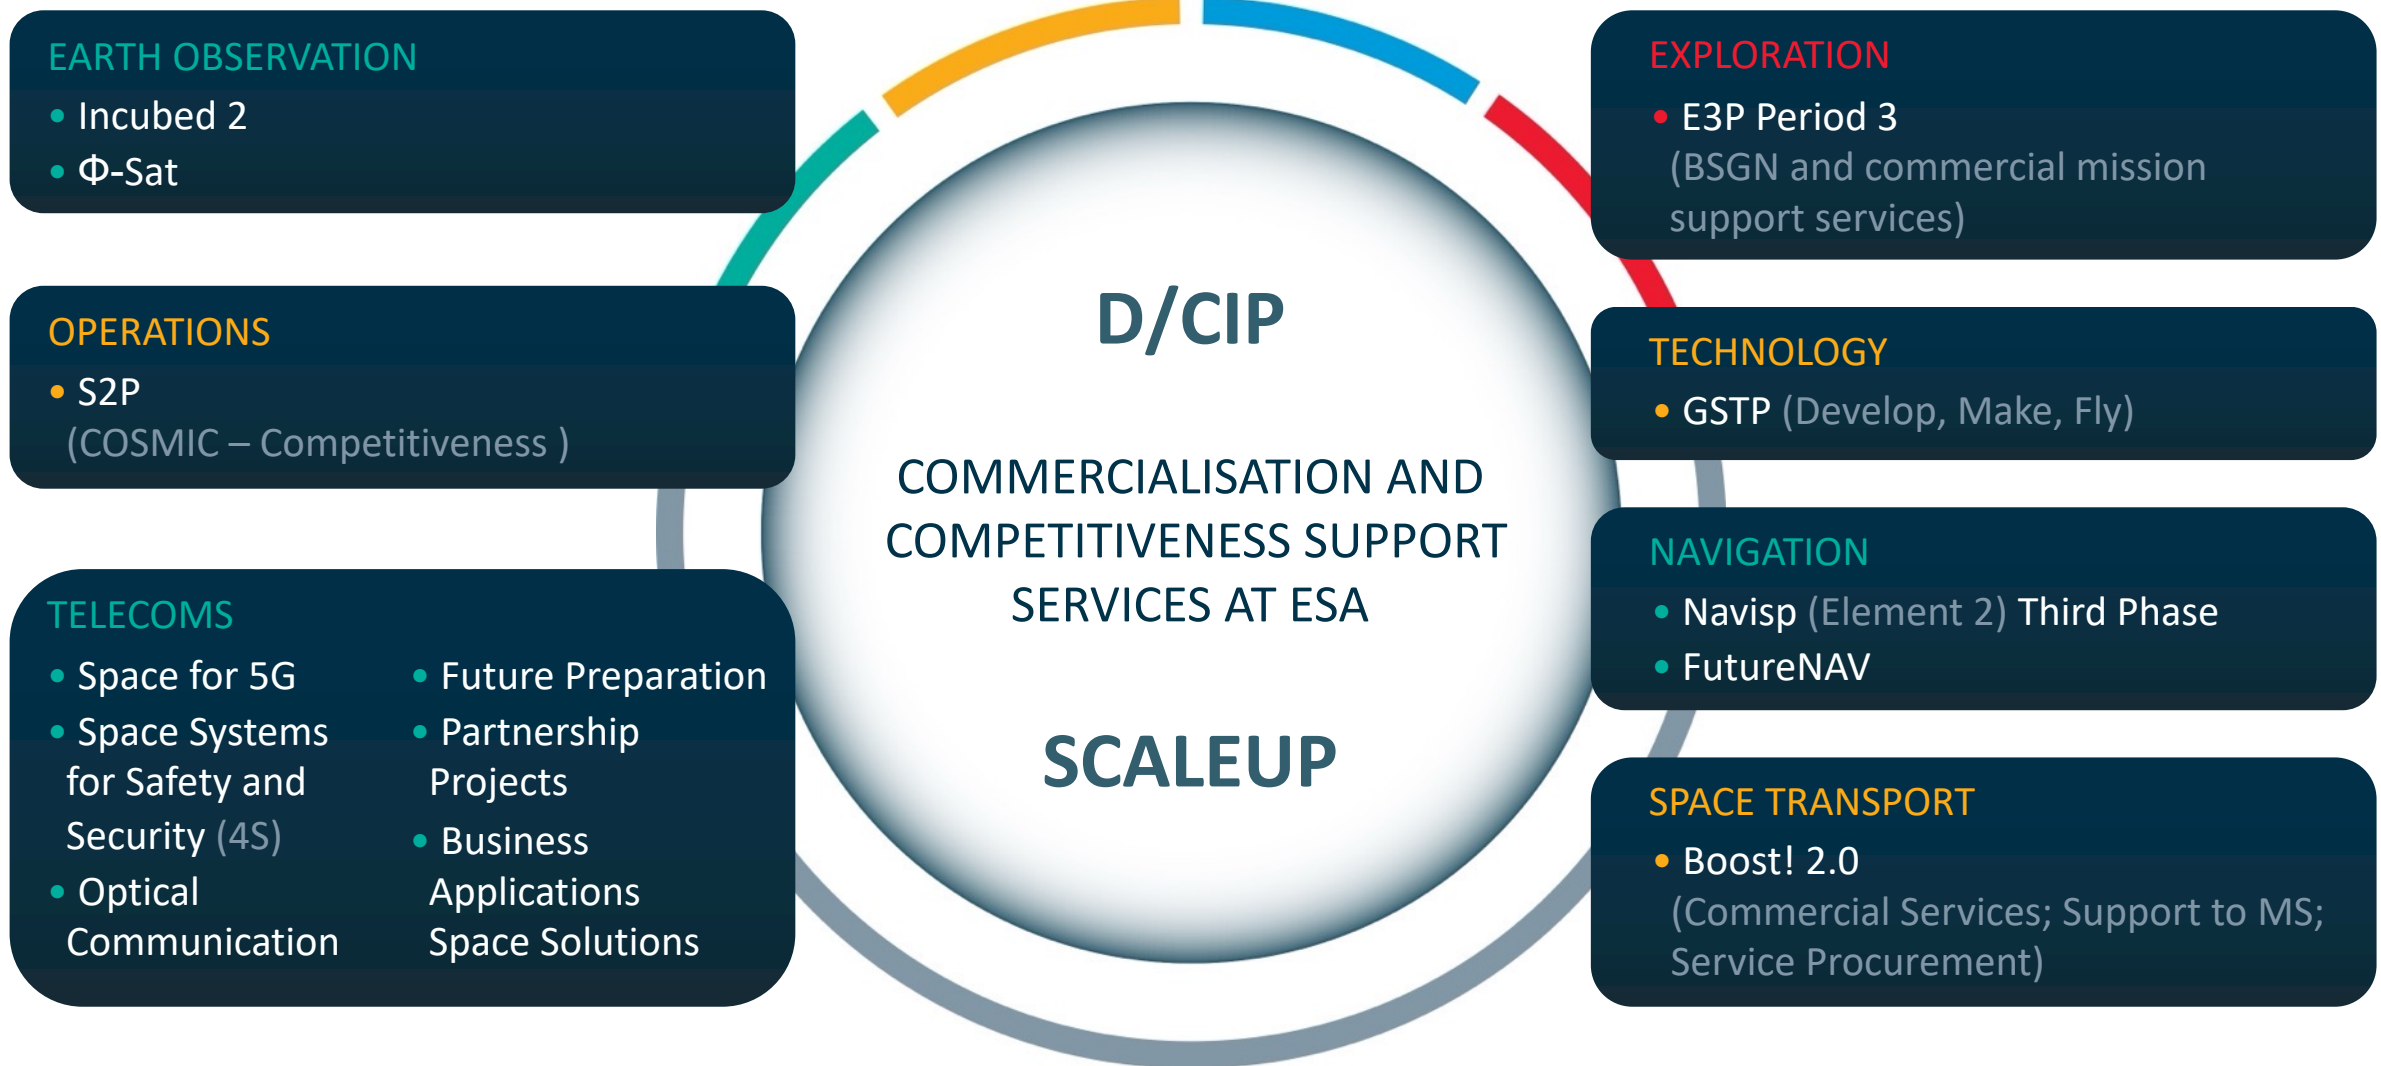 EARTH OBSERVATION
• Incubed 2
• Φ-Sat
OPERATIONS
• S2P
(COSMIC – Competitiveness )
TELECOMS
• Space for 5G
• Space Systems
for Safety and
Security (4S)
• Optical
Communication
• Future Preparation
• Partnership
Projects
• Business
Applications
Space Solutions
D/CIP
COMMERCIALISATION AND
COMPETITIVENESS SUPPORT
SERVICES AT ESA
SCALEUP
EXPLORATION
• E3P Period 3
(BSGN and commercial mission
support services)
TECHNOLOGY
• GSTP (Develop, Make, Fly)
NAVIGATION
• Navisp (Element 2) Third Phase
• FutureNAV
SPACE TRANSPORT
• Boost! 2.0
(Commercial Services; Support to MS;
Service Procurement)